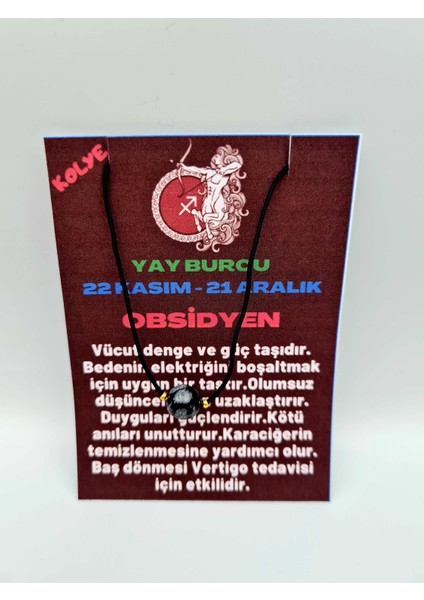 KOLYE
YAY BURCU
22 KASIM - 21 ARALIK
OBSİDYEN
Vücut denge ve güç taşıdır.
Bedenin elektriğini boşaltmak
için uygun bir taştır.Olumsuz
uzaklaştırır.
Duyguları güçlendirir.Kötü
anıları unutturur.Karaciğerin
temizlenmesine yardımcı olur.
Baş dönmesi Vertigo tedavisi
için etkilidir.